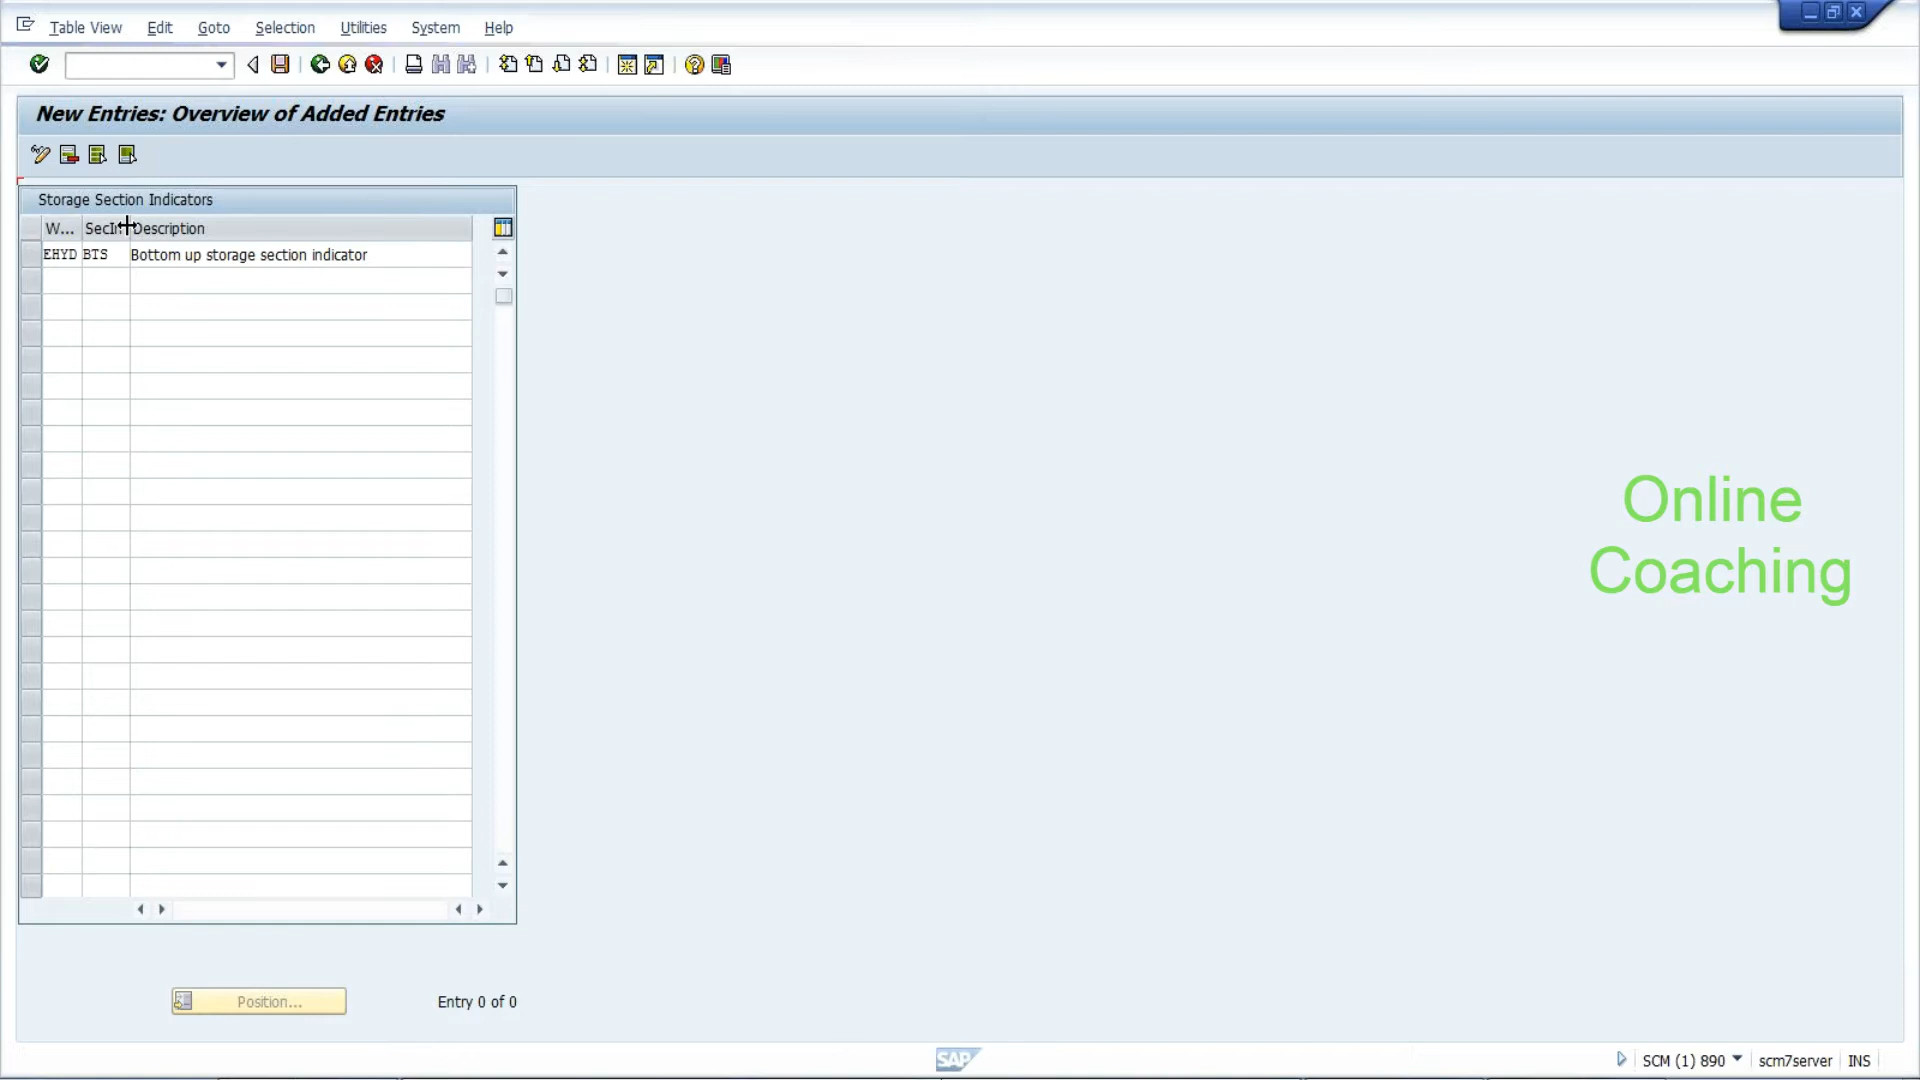 Table View Edit Goto Selection Utilities System Help
New Entries: Overview of Added Entries
Storage Section Indicators
W... Description
EHYD BTS Bottom up storage section indicator
Online
Coaching
Position... Entry 0 of 0
SAP SCM (1) 890 scm7server INS